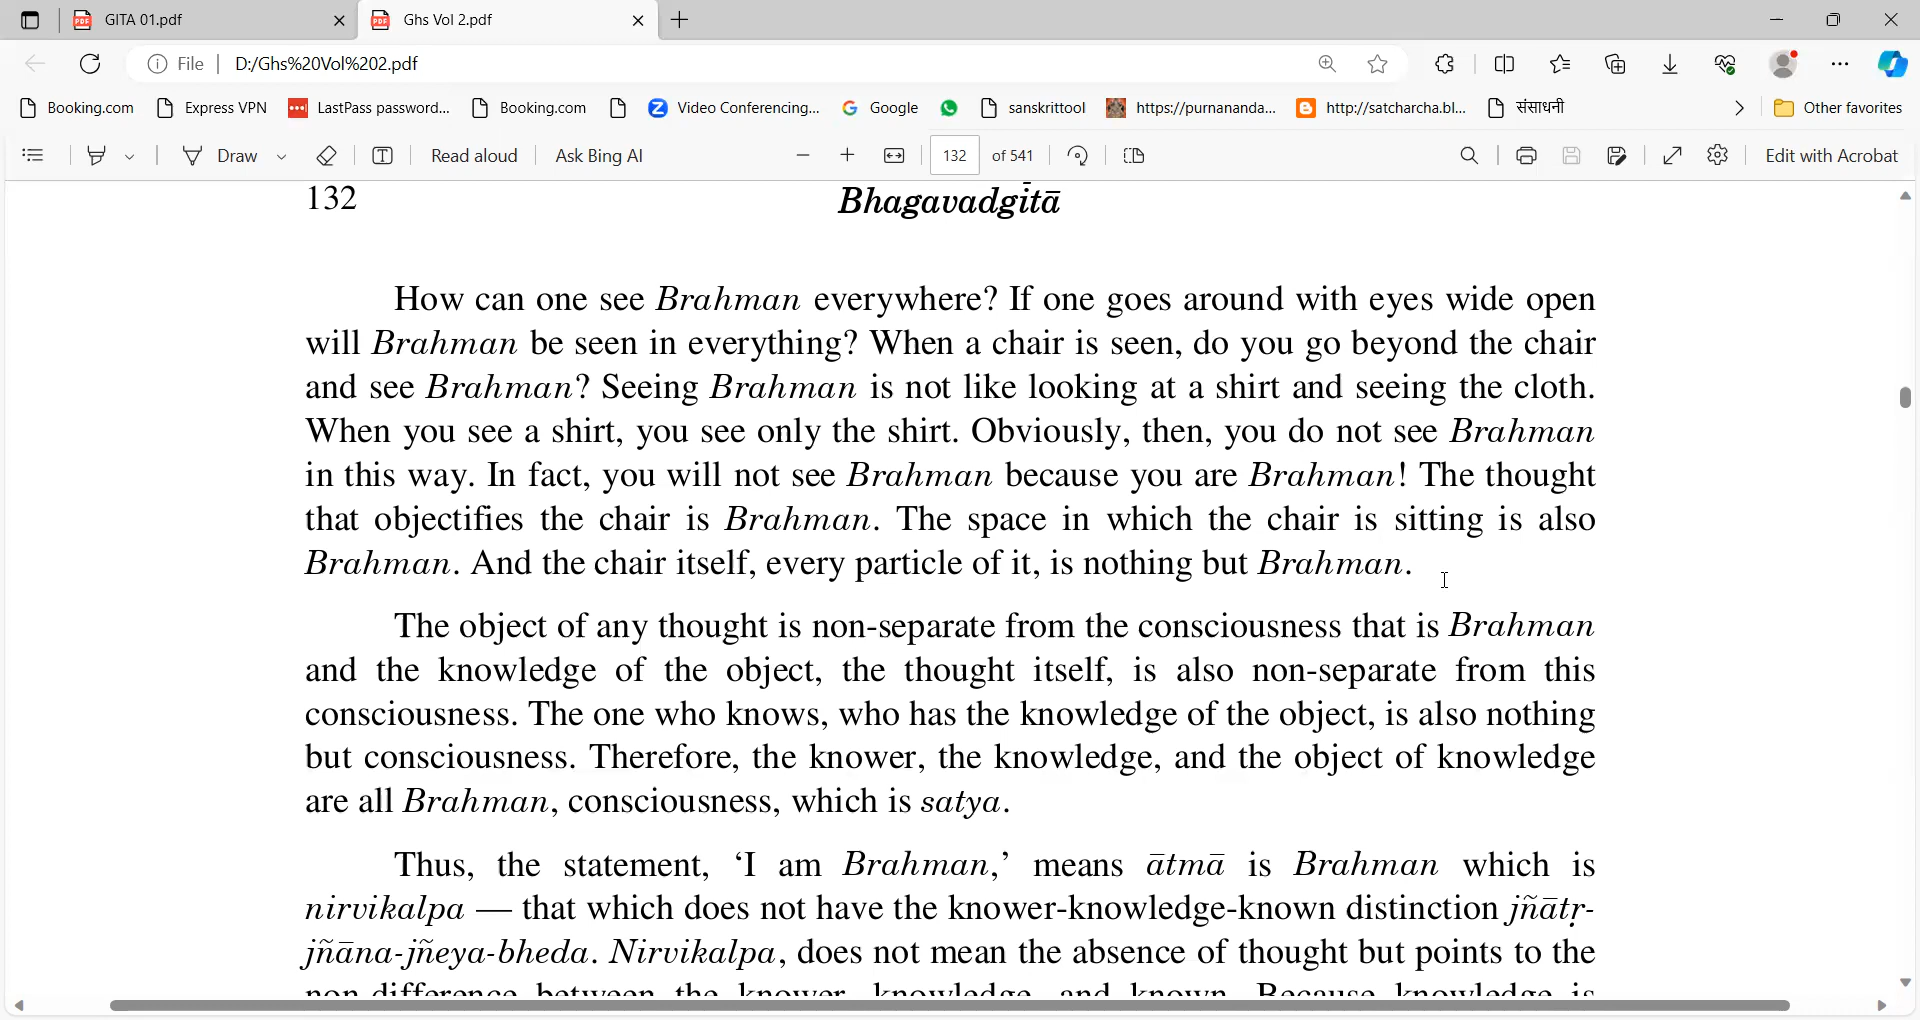 GITA 01.pdf
Ghs Vol 2.pdf
File
D:/Ghs%20Vol%202.pdf
Booking.com
Express VPN
LastPass password...
Booking.com
Video Conferencing...
Google
sanskrittool
https://purnananda...
http://satcharcha.bl...
संसाधनी
Other favorites
Draw
Read aloud
Ask Bing AI
132
of 541
Edit with Acrobat
132
Bhagavadgītā
How can one see Brahman everywhere? If one goes around with eyes wide open
will Brahman be seen in everything? When a chair is seen, do you go beyond the chair
and see Brahman? Seeing Brahman is not like looking at a shirt and seeing the cloth.
When you see a shirt, you see only the shirt. Obviously, then, you do not see Brahman
in this way. In fact, you will not see Brahman because you are Brahman! The thought
that objectifies the chair is Brahman. The space in which the chair is sitting is also
Brahman. And the chair itself, every particle of it, is nothing but Brahman.
The object of any thought is non-separate from the consciousness that is Brahman
and the knowledge of the object, the thought itself, is also non-separate from this
consciousness. The one who knows, who has the knowledge of the object, is also nothing
but consciousness. Therefore, the knower, the knowledge, and the object of knowledge
are all Brahman, consciousness, which is satya.
Thus, the statement, ‘I am Brahman,’ means ātmā is Brahman which is
nirvikalpa — that which does not have the knower-knowledge-known distinction jñātṛ-
jñāna-jñeya-bheda. Nirvikalpa, does not mean the absence of thought but points to the
non-difference between the knower, knowledge, and known. Because knowledge is